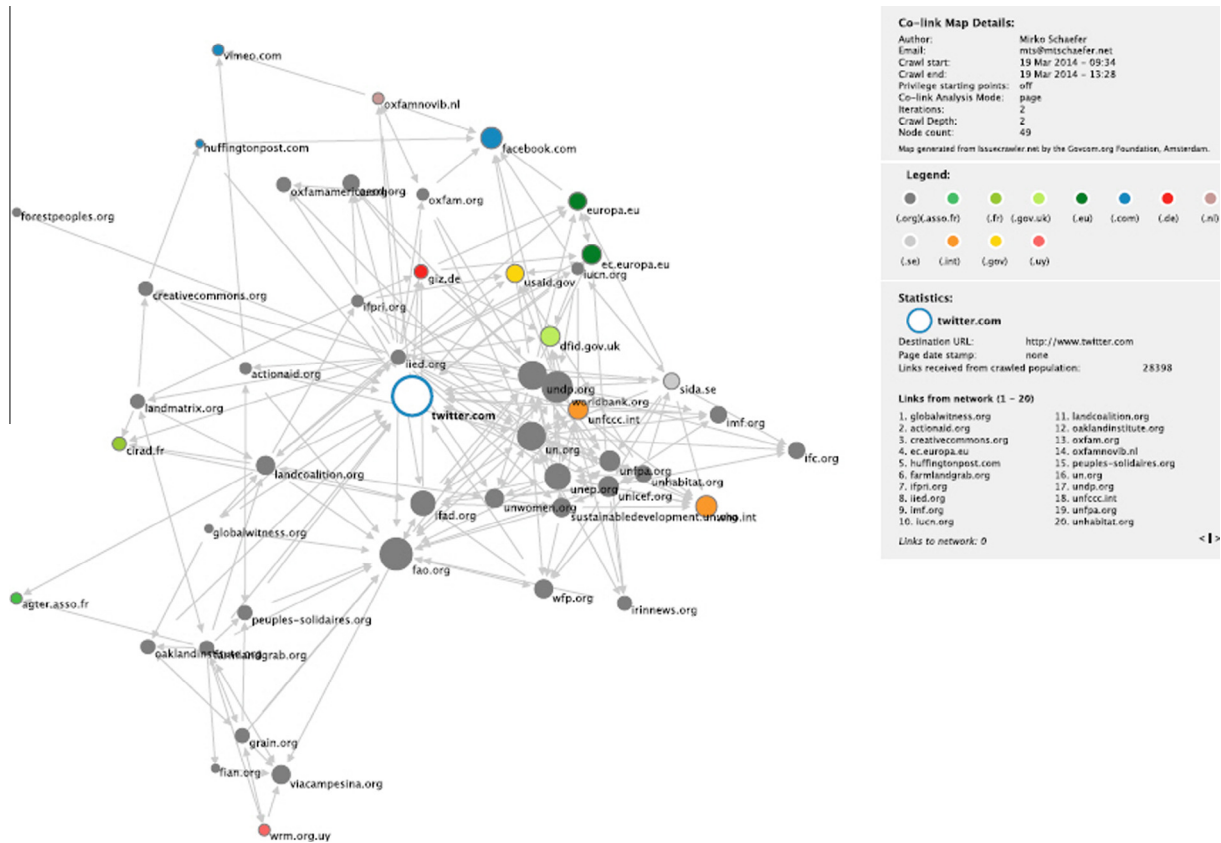 vimeo.com
oxfamnovib.nl
huffingtonpost.com
facebook.com
oxfamamerica.org
oxfam.org
forestpeoples.org
europa.eu
ec.europa.eu
iucn.org
giz.de
usaid.gov
creativecommons.org
ifpri.org
dfid.gov.uk
iied.org
actionaid.org
undp.org
sida.se
worldbank.org
landmatrix.org
twitter.com
unfccc.int
imf.org
cirad.fr
un.org
ifc.org
landcoalition.org
unfpa.org
unhabitat.org
unep.org
unicef.org
ifad.org
unwomen.org
sustainabledevelopment.un.org
who.int
globalwitness.org
fao.org
agter.asso.fr
wfp.org
irinnews.org
peuples-solidaires.org
oaklandinstitute.org
farmlandgrab.org
grain.org
fian.org
viacampesina.org
wrm.org.uy
Co-link Map Details:
Author: Mirko Schaefer
Email: mts@mtschaefer.net
Crawl start: 19 Mar 2014 - 09:34
Crawl end: 19 Mar 2014 - 13:28
Privilege starting points: off
Co-link Analysis Mode: page
Iterations: 2
Crawl Depth: 2
Node count: 49
Map generated from Issuecrawler.net by the Govcom.org Foundation, Amsterdam.
Legend:
(.org)(.asso.fr) (.fr) (.gov.uk) (.eu) (.com) (.de) (.nl)
(.se) (.int) (.gov) (.uy)
Statistics:
twitter.com
Destination URL: http://www.twitter.com
Page date stamp: none
Links received from crawled population: 28398
Links from network (1 - 20)
1. globalwitness.org 11. landcoalition.org
2. actionaid.org 12. oaklandinstitute.org
3. creativecommons.org 13. oxfam.org
4. ec.europa.eu 14. oxfamnovib.nl
5. huffingtonpost.com 15. peuples-solidaires.org
6. farmlandgrab.org 16. un.org
7. ifpri.org 17. undp.org
8. iied.org 18. unfccc.int
9. imf.org 19. unfpa.org
10. iucn.org 20. unhabitat.org
Links to network: 0
< | >